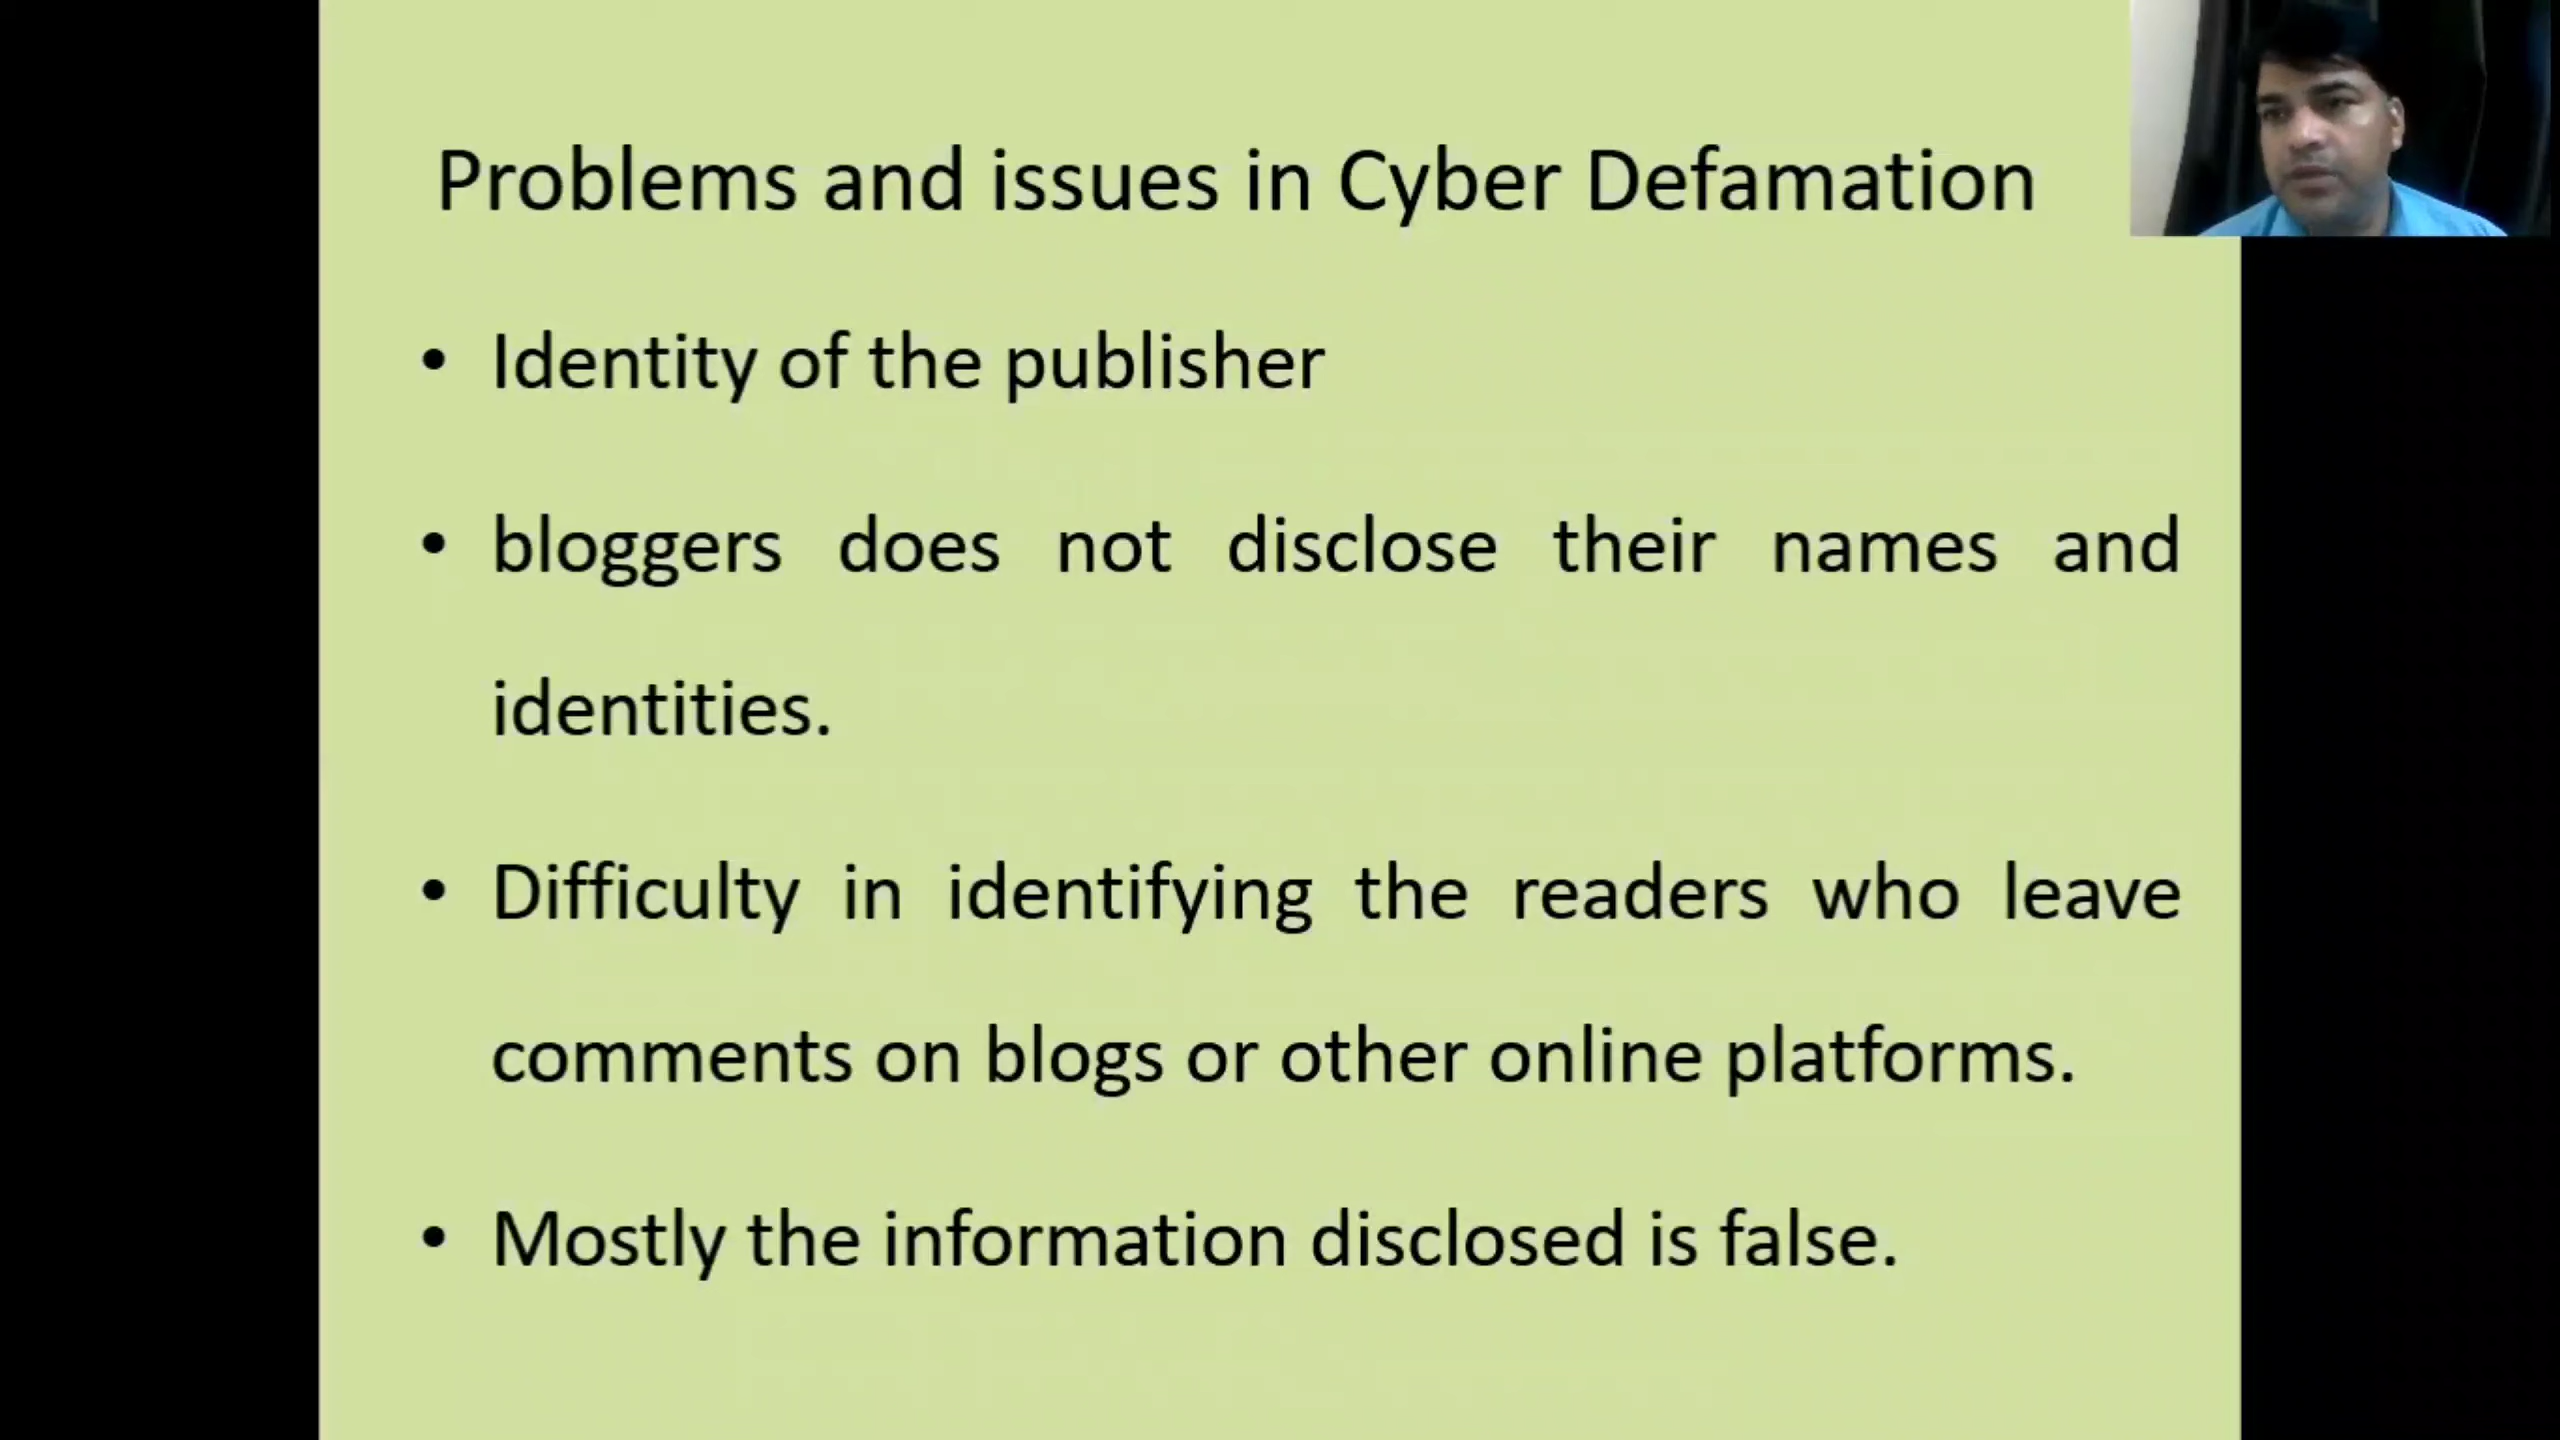 Problems and issues in Cyber Defamation
• Identity of the publisher
• bloggers does not disclose their names and
identities.
• Difficulty in identifying the readers who leave
comments on blogs or other online platforms.
• Mostly the information disclosed is false.